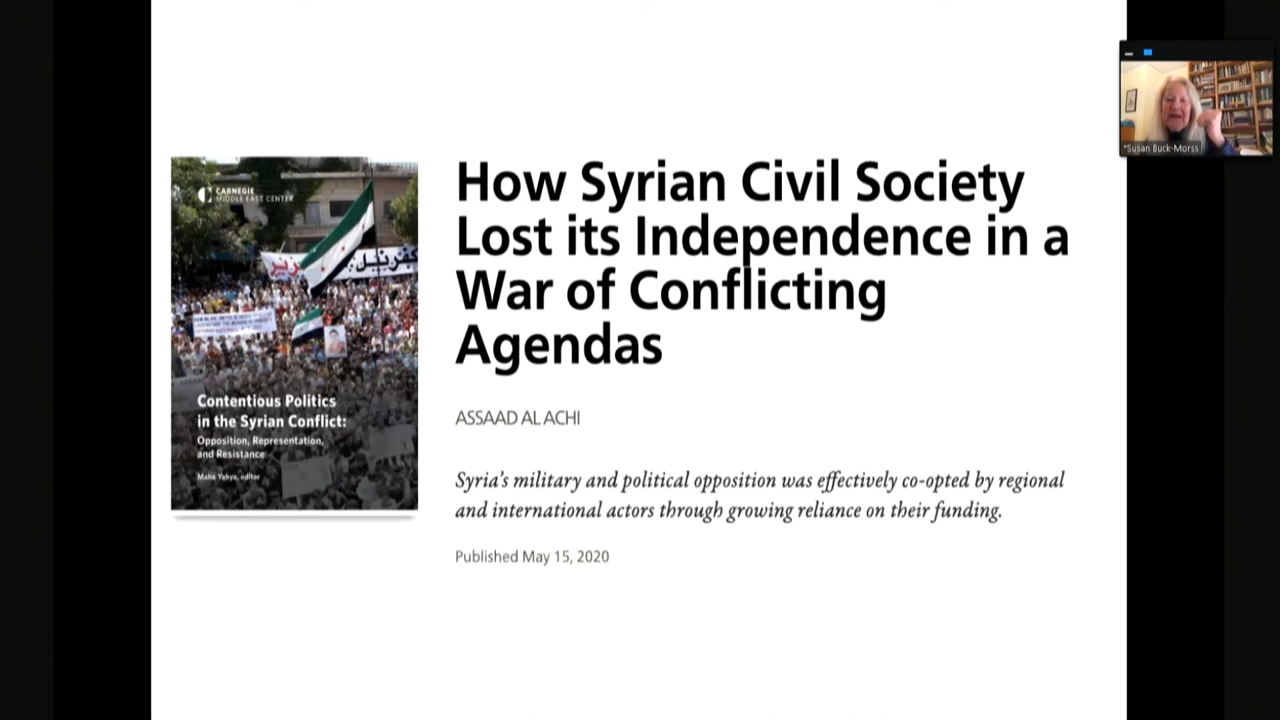 CARNEGIE
MIDDLE EAST CENTER
Contentious Politics
in the Syrian Conflict:
Opposition, Representation,
and Resistance
Maha Yahya, editor
How Syrian Civil Society
Lost its Independence in a
War of Conflicting
Agendas
ASSAAD AL ACHI
Syria's military and political opposition was effectively co-opted by regional
and international actors through growing reliance on their funding.
Published May 15, 2020
*Susan Buck-Morss